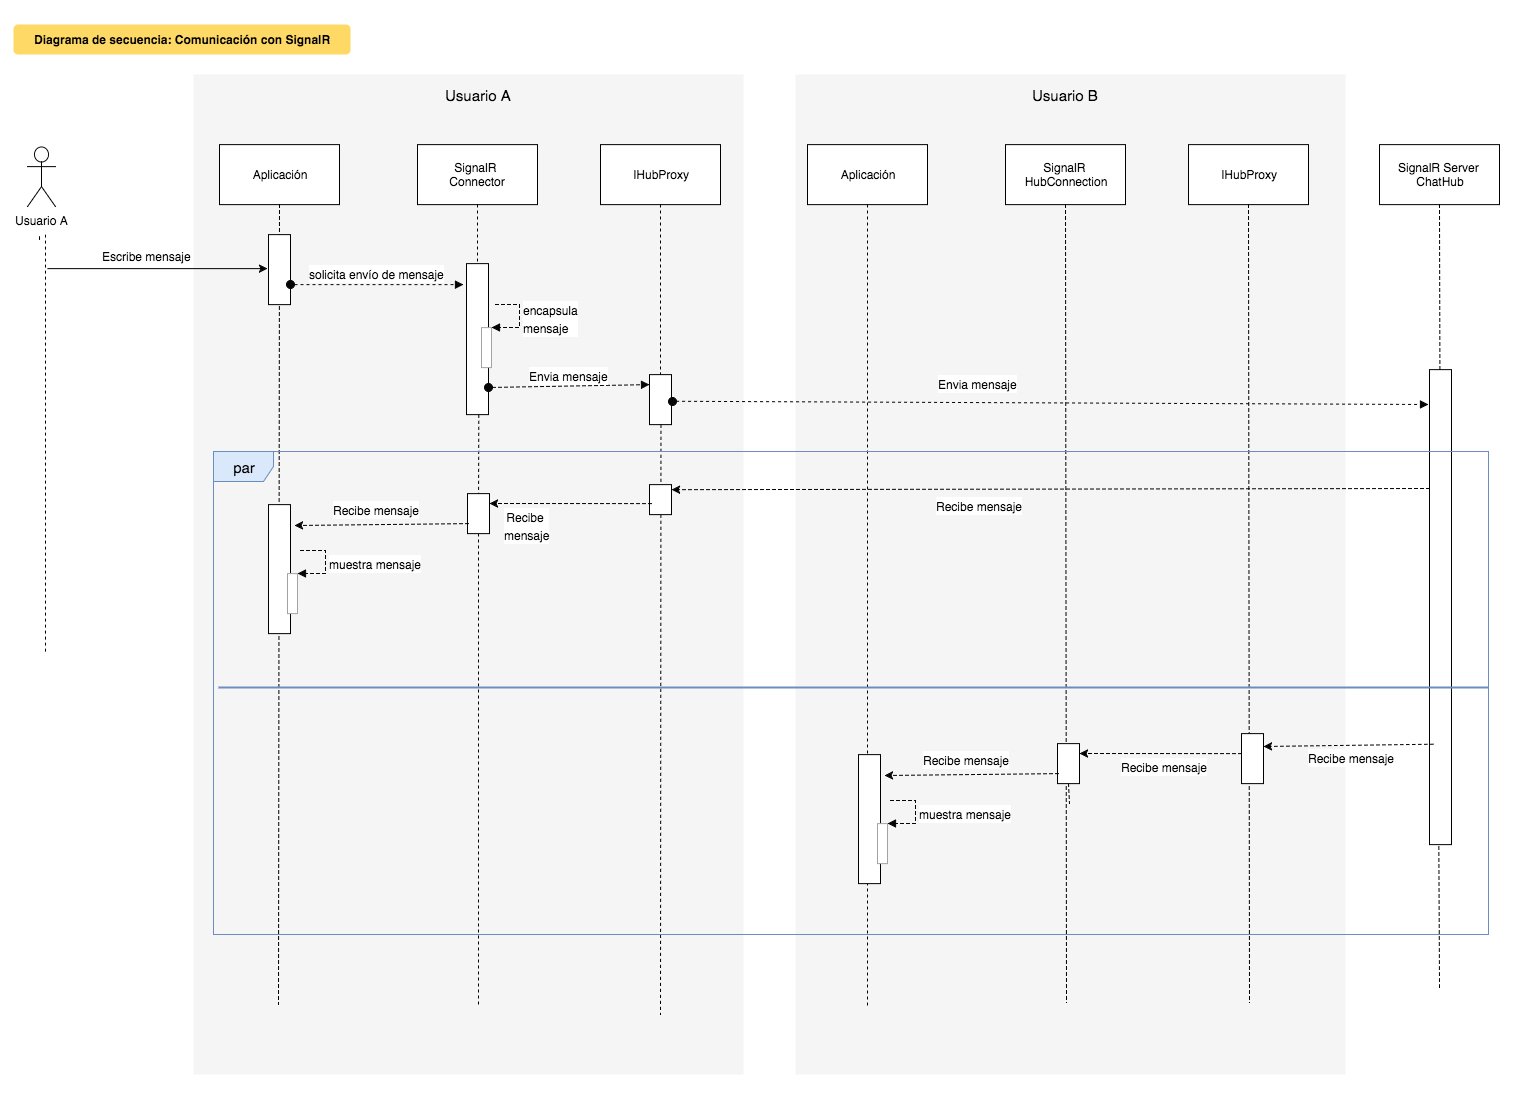 Diagrama de secuencia: Comunicación con SignalR
Usuario A
Usuario B
Usuario A
Aplicación
SignalR
Connector
IHubProxy
Aplicación
SignalR
HubConnection
IHubProxy
SignalR Server
ChatHub
Escribe mensaje
solicita envío de mensaje
encapsula
mensaje
Envia mensaje
Envia mensaje
par
Recibe mensaje
Recibe
mensaje
Recibe mensaje
muestra mensaje
Recibe mensaje
Recibe mensaje
Recibe mensaje
muestra mensaje